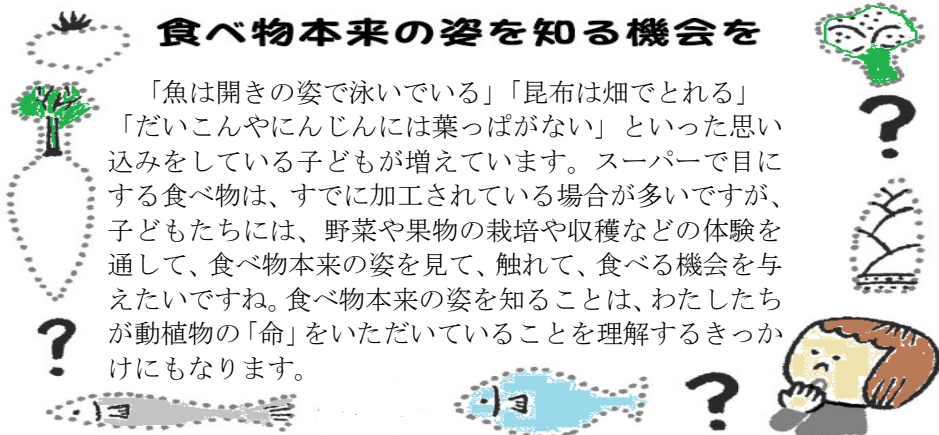 食べ物本来の姿を知る機会を
「魚は開きの姿で泳いでいる」「昆布は畑でとれる」
「だいこんやにんじんには葉っぱがない」といった思い
込みをしている子どもが増えています。スーパーで目に
する食べ物は、すでに加工されている場合が多いですが、
子どもたちには、野菜や果物の栽培や収穫などの体験を
通して、食べ物本来の姿を見て、触れて、食べる機会を与
えたいですね。食べ物本来の姿を知ることは、わたしたち
が動植物の「命」をいただいていることを理解するきっか
けにもなります。
?
?
?